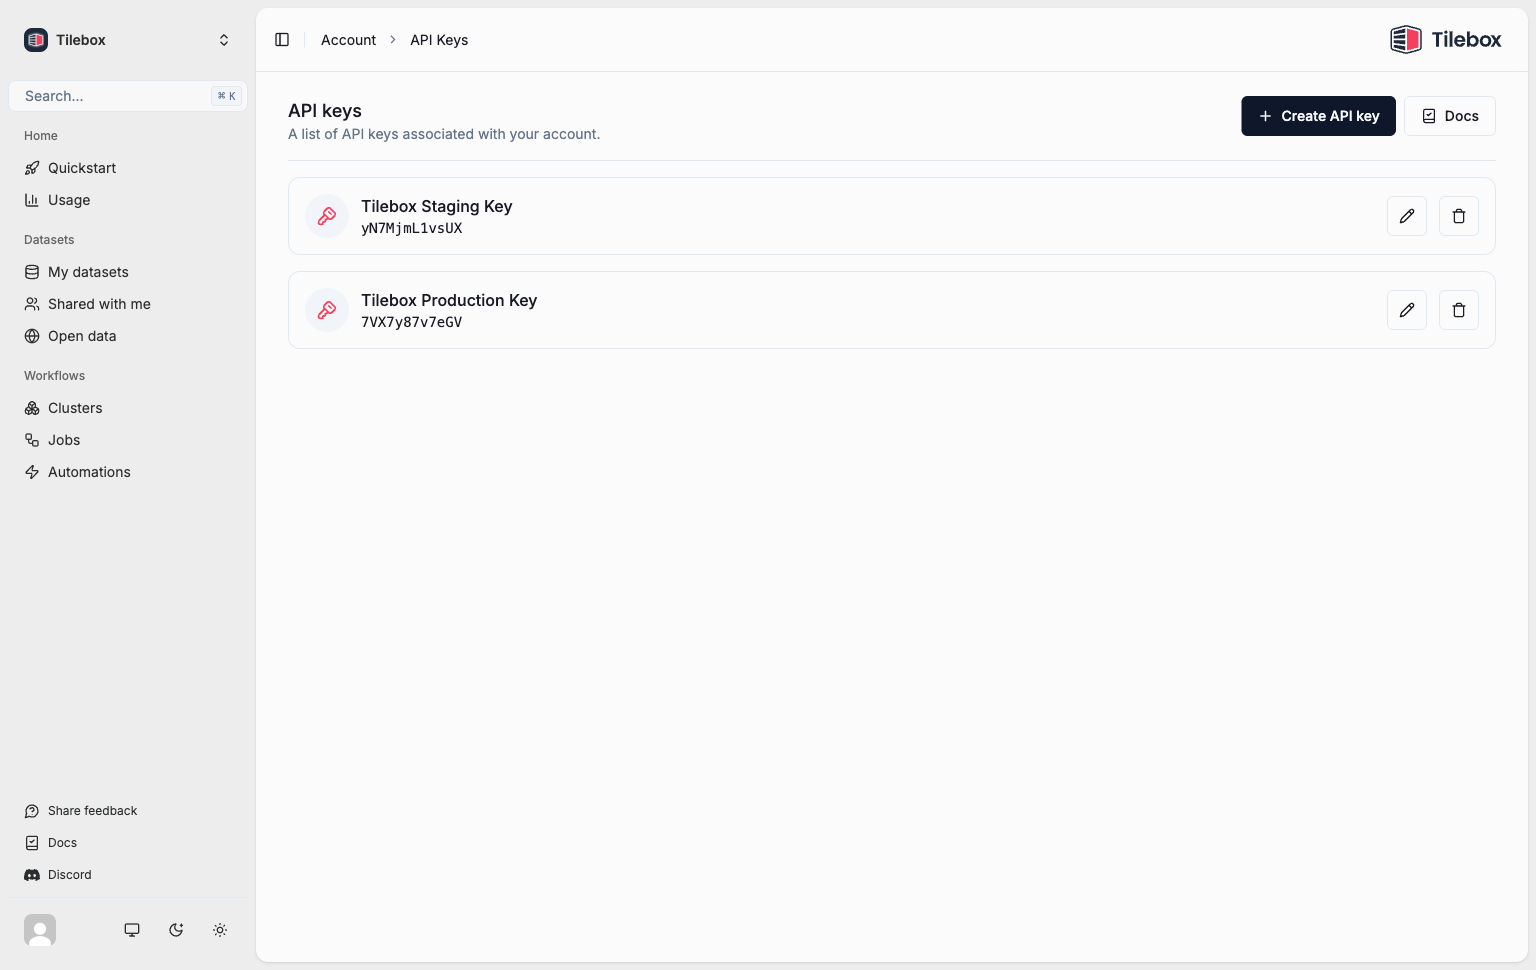 Tilebox
Search...
⌘ K
Home
Quickstart
Usage
Datasets
My datasets
Shared with me
Open data
Workflows
Clusters
Jobs
Automations
Share feedback
Docs
Discord
Account > API Keys
Tilebox
API keys
A list of API keys associated with your account.
+ Create API key
Docs
Tilebox Staging Key
yN7MjmL1vsUX
Tilebox Production Key
7VX7y87v7eGV